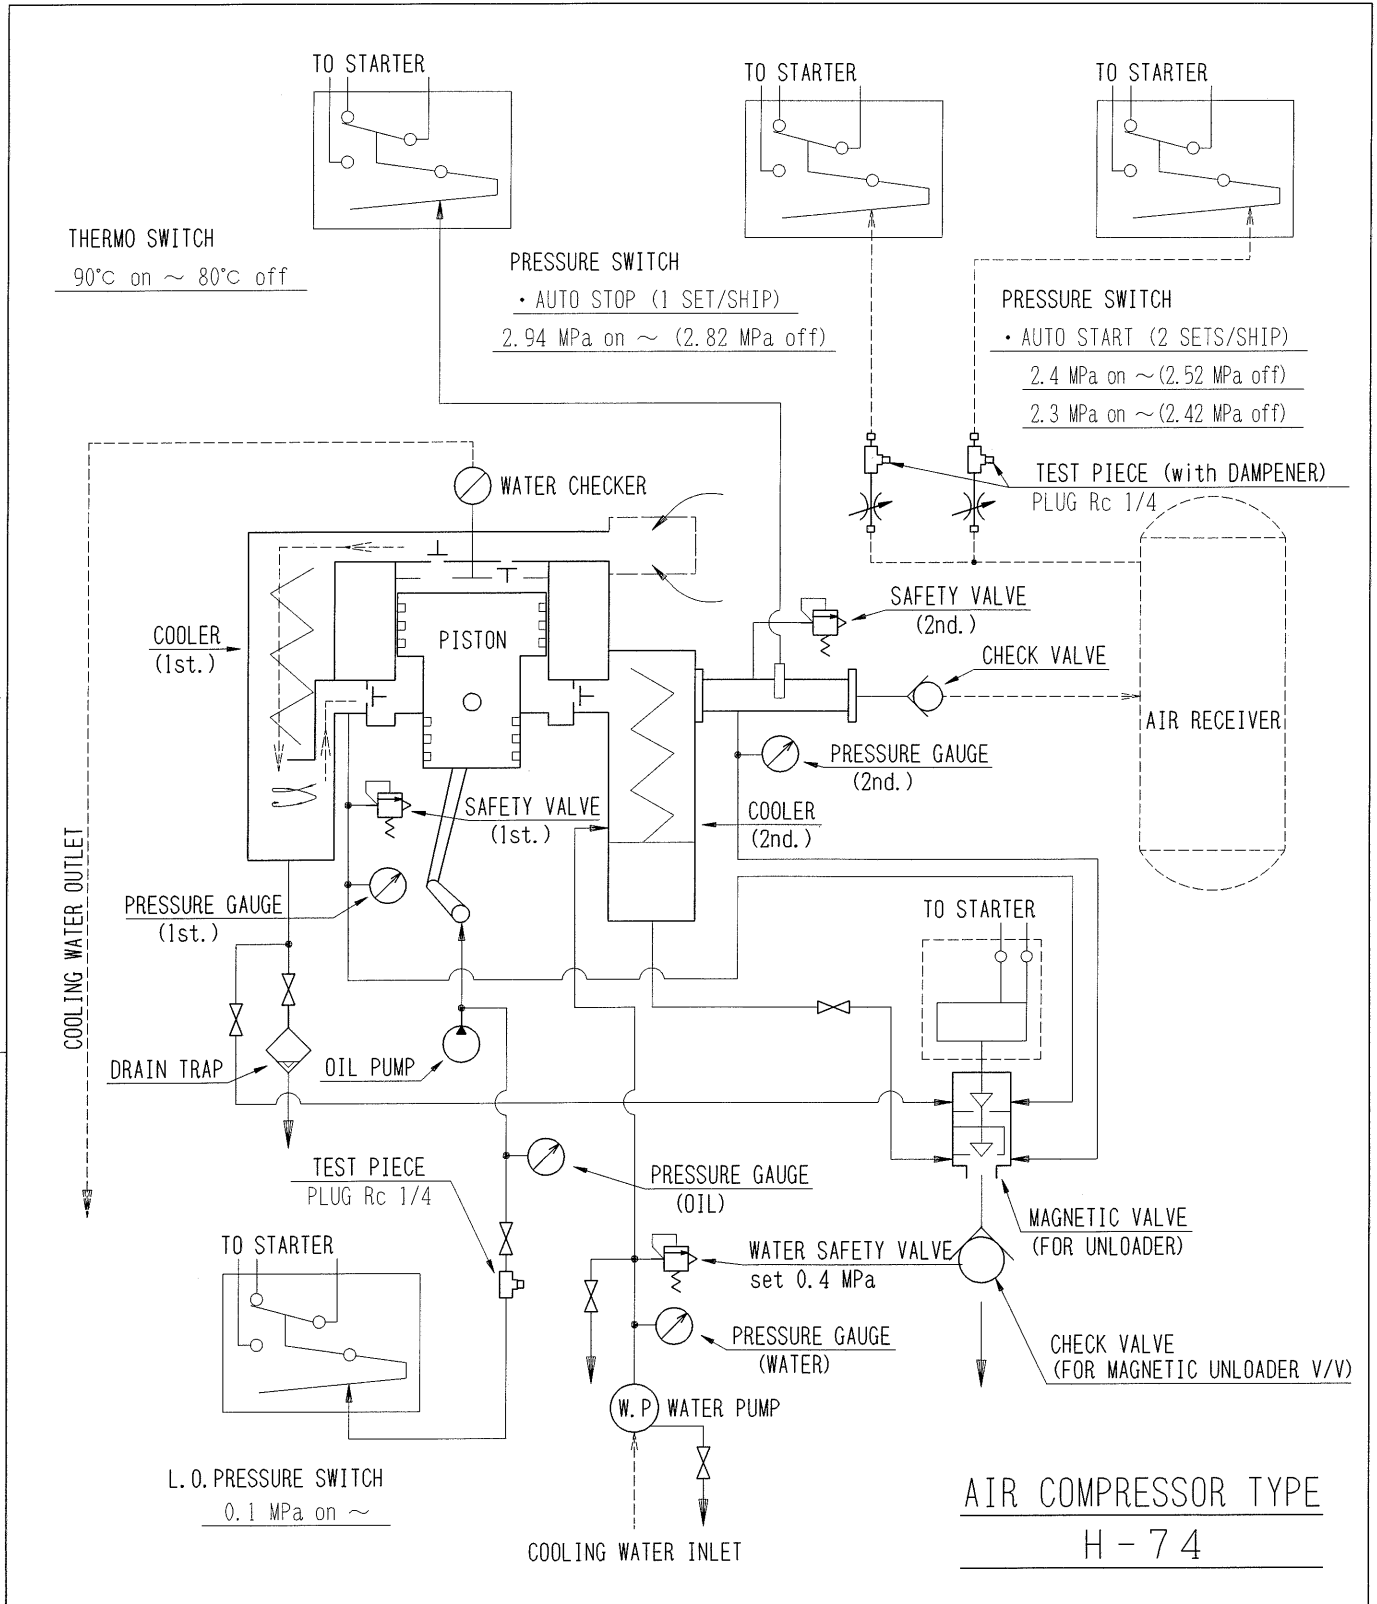 TO STARTER
TO STARTER
TO STARTER
THERMO SWITCH
90°c on ～ 80°c off
PRESSURE SWITCH
・AUTO STOP (1 SET/SHIP)
2.94 MPa on ～ (2.82 MPa off)
PRESSURE SWITCH
・AUTO START (2 SETS/SHIP)
2.4 MPa on ～(2.52 MPa off)
2.3 MPa on ～(2.42 MPa off)
TEST PIECE (with DAMPENER)
PLUG Rc 1/4
WATER CHECKER
COOLER
(1st.)
PISTON
SAFETY VALVE
(2nd.)
CHECK VALVE
AIR RECEIVER
PRESSURE GAUGE
(2nd.)
SAFETY VALVE
(1st.)
COOLER
(2nd.)
COOLING WATER OUTLET
PRESSURE GAUGE
(1st.)
TO STARTER
DRAIN TRAP
OIL PUMP
TEST PIECE
PLUG Rc 1/4
PRESSURE GAUGE
(OIL)
MAGNETIC VALVE
(FOR UNLOADER)
TO STARTER
WATER SAFETY VALVE
set 0.4 MPa
PRESSURE GAUGE
(WATER)
CHECK VALVE
(FOR MAGNETIC UNLOADER V/V)
W.P WATER PUMP
L.O.PRESSURE SWITCH
0.1 MPa on ～
COOLING WATER INLET
AIR COMPRESSOR TYPE
H-74